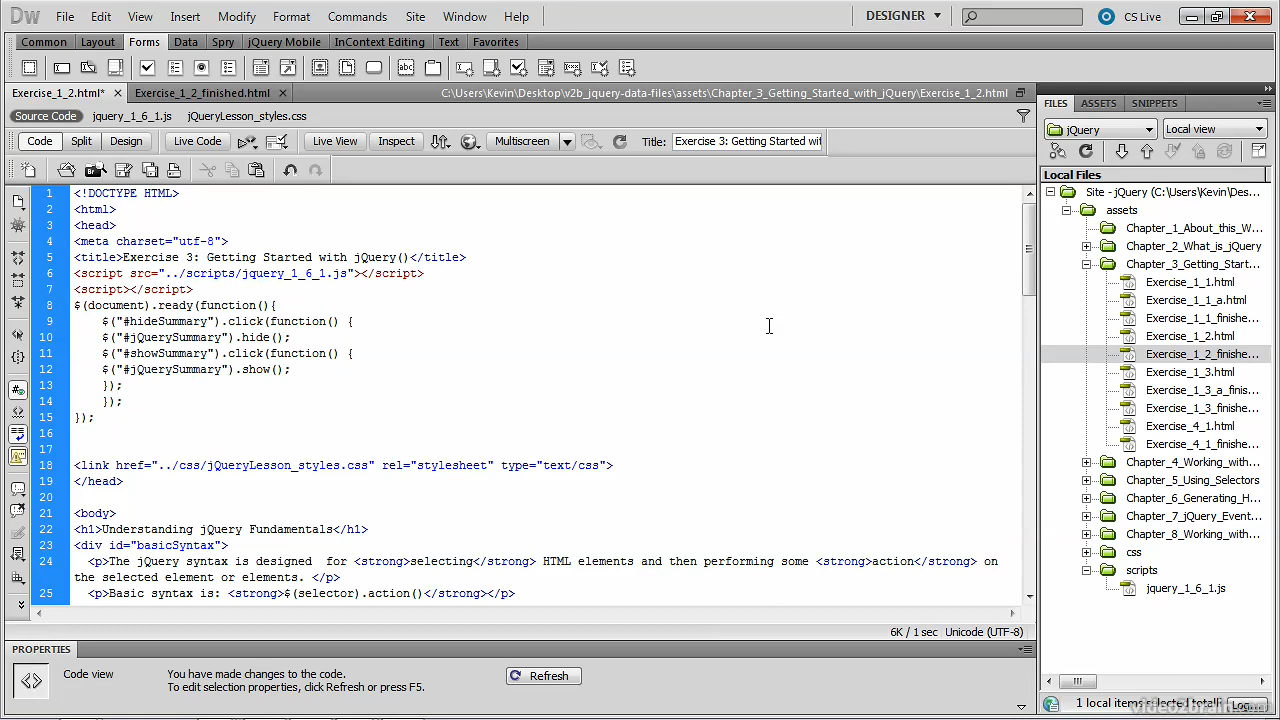 Dw File Edit View Insert Modify Format Commands Site Window Help DESIGNER CS Live
Common Layout Forms Data Spry jQuery Mobile InContext Editing Text Favorites
abc
Exercise_1_2.html* Exercise_1_2_finished.html C:\Users\Kevin\Desktop\v2b_jquery-data-files\assets\Chapter_3_Getting_Started_with_jQuery\Exercise_1_2.html
Source Code jquery_1_6_1.js jQueryLesson_styles.css
Code Split Design Live Code Live View Inspect Multiscreen Title: Exercise 3: Getting Started wit
1 <!DOCTYPE HTML>
2 <html>
3 <head>
4 <meta charset="utf-8">
5 <title>Exercise 3: Getting Started with jQuery()</title>
6 <script src="../scripts/jquery_1_6_1.js"></script>
7 <script></script>
8 $(document).ready(function(){
9 $("#hideSummary").click(function() {
10 $("#jQuerySummary").hide();
11 $("#showSummary").click(function() {
12 $("#jQuerySummary").show();
13 });
14 });
15 });
16
17
18 <link href="../css/jQueryLesson_styles.css" rel="stylesheet" type="text/css">
19 </head>
20
21 <body>
22 <h1>Understanding jQuery Fundamentals</h1>
23 <div id="basicSyntax">
24 <p>The jQuery syntax is designed  for <strong>selecting</strong> HTML elements and then performing some <strong>action</strong> on
the selected element or elements. </p>
25 <p>Basic syntax is: <strong>$(selector).action()</strong></p>
6K / 1 sec Unicode (UTF-8)
PROPERTIES
Code view You have made changes to the code. Refresh
To edit selection properties, click Refresh or press F5.
FILES ASSETS SNIPPETS
jQuery Local view
Local Files
Site - jQuery (C:\Users\Kevin\Des...
assets
Chapter_1_About_this_W...
Chapter_2_What_is_jQuery
Chapter_3_Getting_Start...
Exercise_1_1.html
Exercise_1_1_a.html
Exercise_1_1_finishe...
Exercise_1_2.html
Exercise_1_2_finishe...
Exercise_1_3.html
Exercise_1_3_a_finis...
Exercise_1_3_finishe...
Exercise_4_1.html
Exercise_4_1_finishe...
Chapter_4_Working_with...
Chapter_5_Using_Selectors
Chapter_6_Generating_H...
Chapter_7_jQuery_Event...
Chapter_8_Working_with...
css
scripts
jquery_1_6_1.js
1 local items selected totalli Log...
video2brain.com